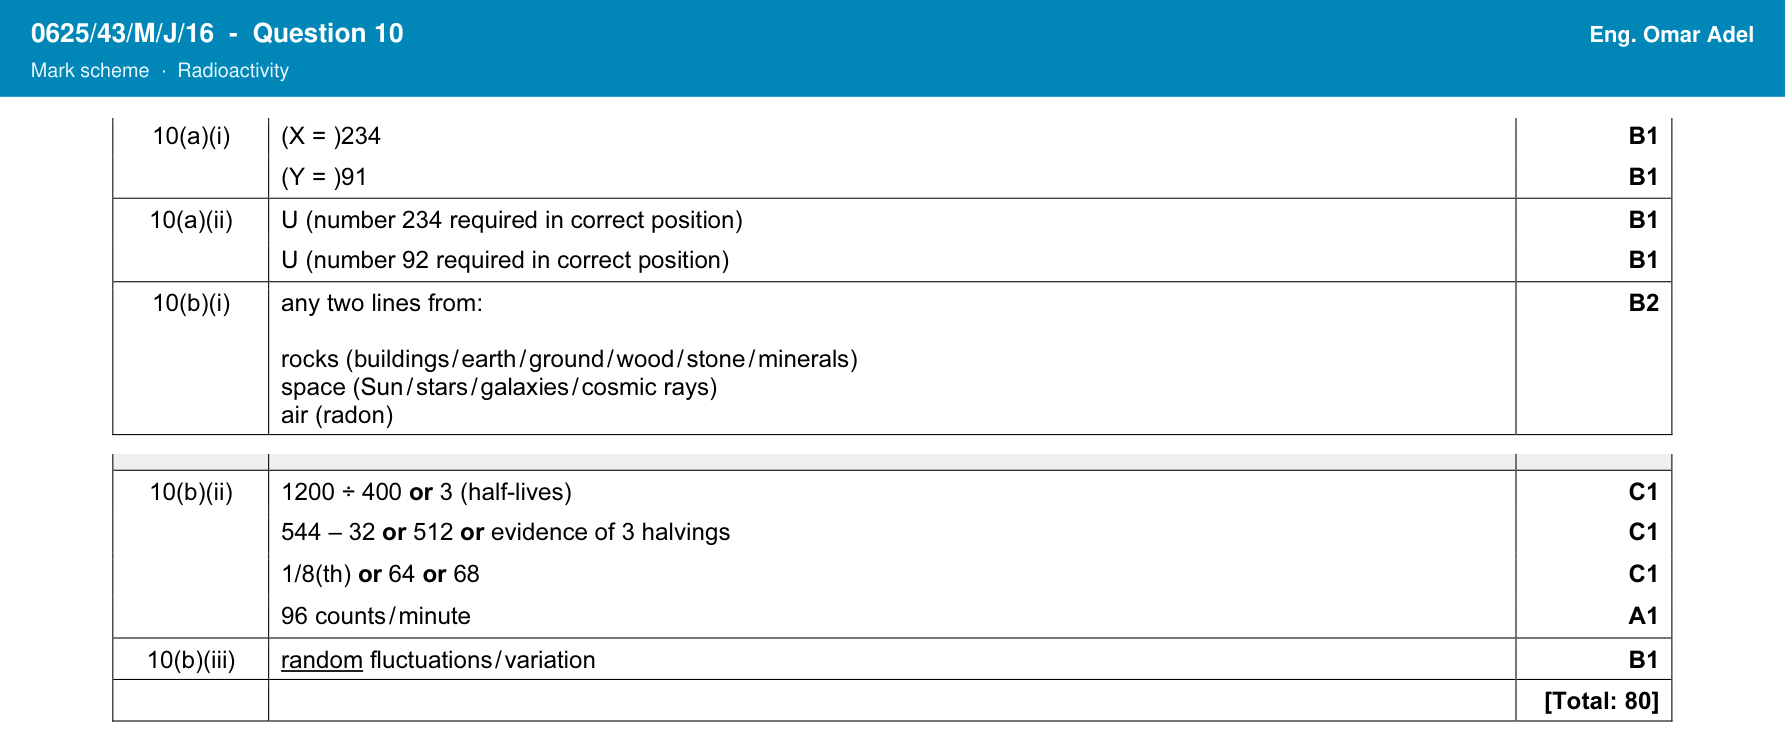 0625/43/M/J/16 - Question 10
Eng. Omar Adel
Mark scheme · Radioactivity
10(a)(i) (X = )234 B1
(Y = )91 B1
10(a)(ii) U (number 234 required in correct position) B1
U (number 92 required in correct position) B1
10(b)(i) any two lines from: B2
rocks (buildings/earth/ground/wood/stone/minerals)
space (Sun/stars/galaxies/cosmic rays)
air (radon)
10(b)(ii) 1200 ÷ 400 or 3 (half-lives) C1
544 – 32 or 512 or evidence of 3 halvings C1
1/8(th) or 64 or 68 C1
96 counts/minute A1
10(b)(iii) random fluctuations/variation B1
[Total: 80]